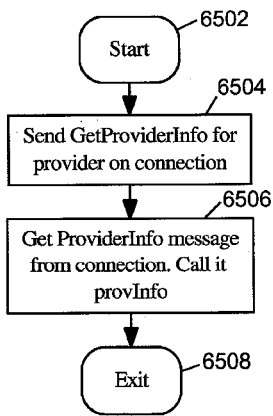 6502
Start
6504
Send GetProviderInfo for
provider on connection
6506
Get ProviderInfo message
from connection. Call it
provInfo
6508
Exit